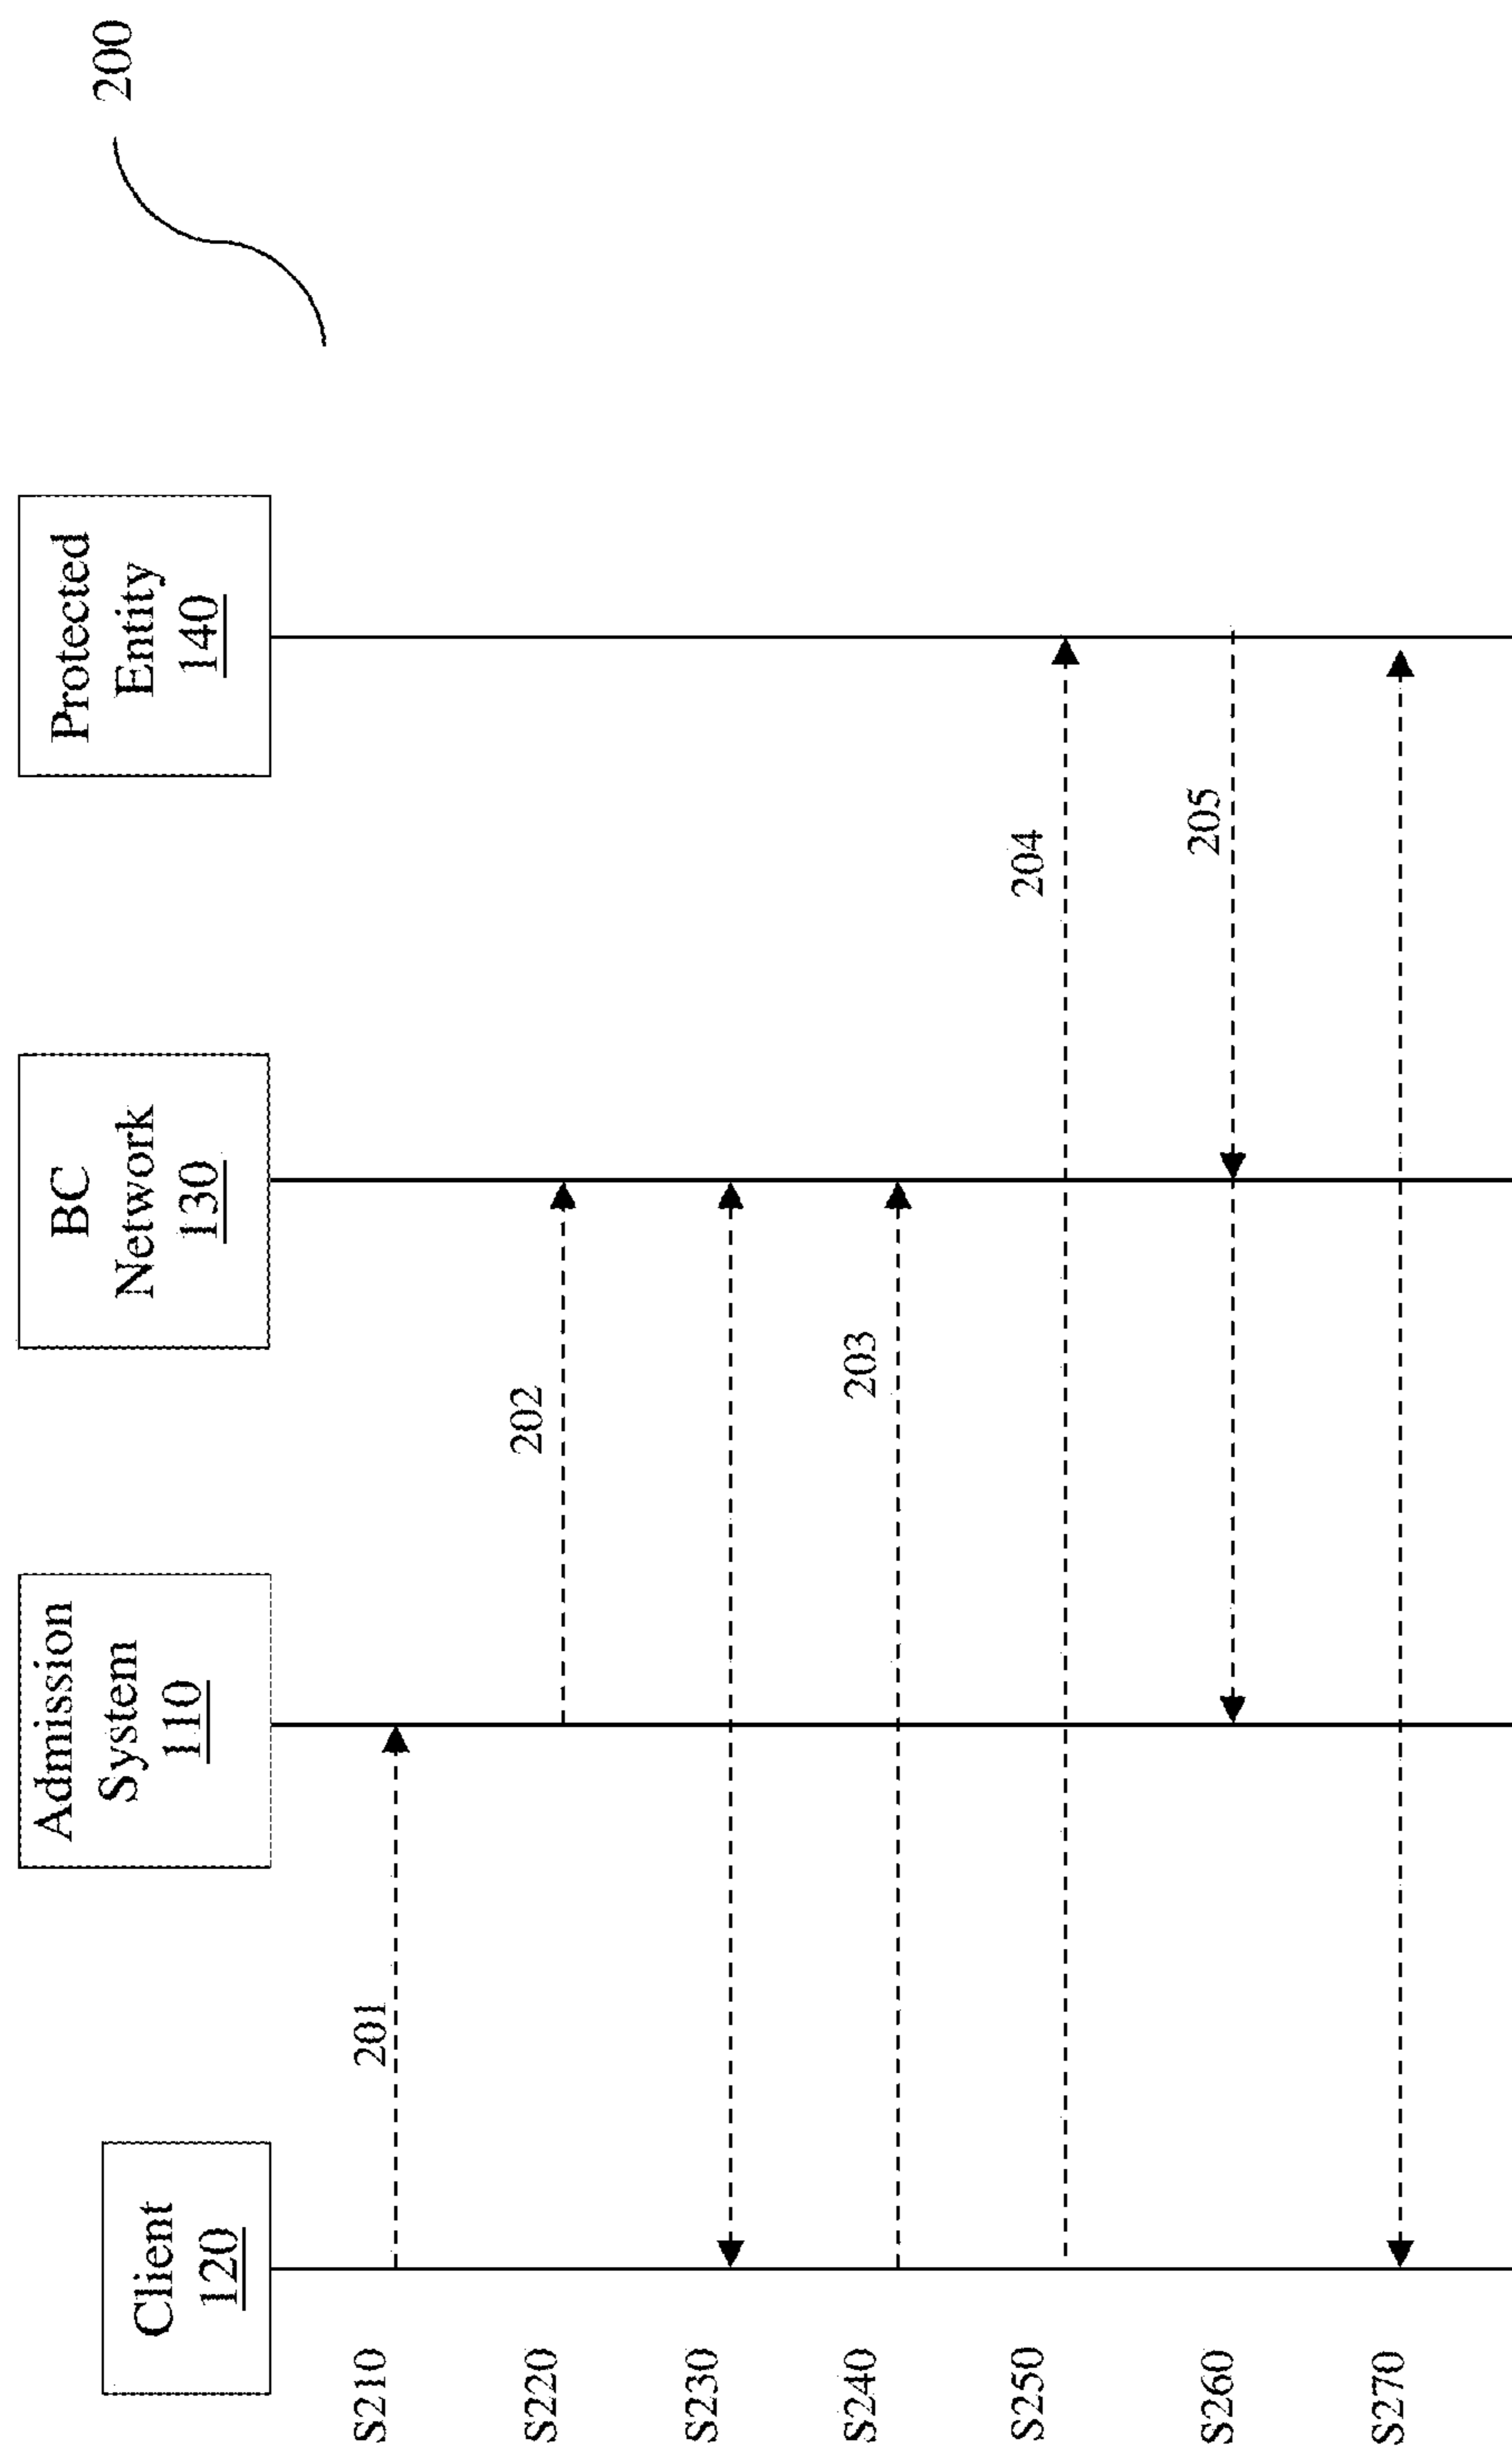 200
Client
120
Admission
System
110
BC
Network
130
Protected
Entity
140
S210
201
S220
202
S230
S240
203
S250
204
S260
205
S270